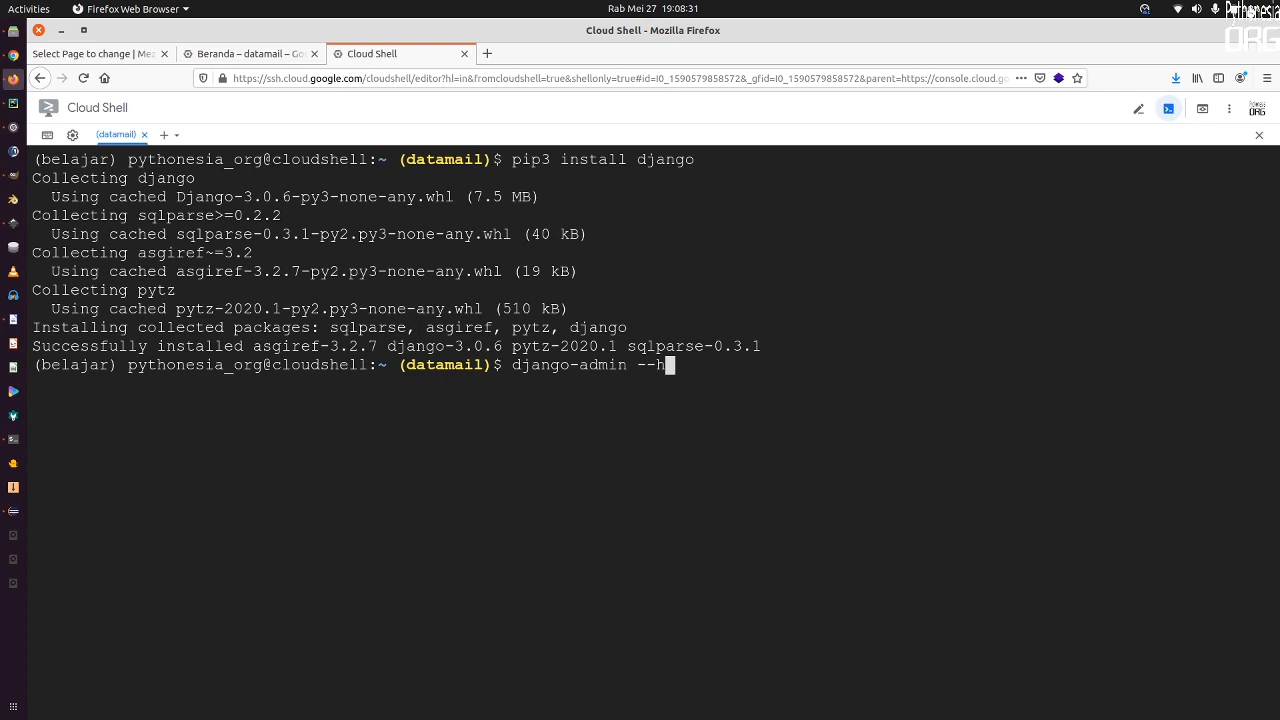 Activities
Firefox Web Browser
Rab Mei 27 19:08:31
Cloud Shell - Mozilla Firefox
ORG
Select Page to change | Mez
Beranda – datamail – Goo
Cloud Shell
https://ssh.cloud.google.com/cloudshell/editor?hl=in&fromcloudshell=true&shellonly=true#id=I0_1590579858572&_gfid=I0_1590579858572&parent=https://console.cloud.go
Cloud Shell
(datamail)
(belajar) pythonesia_org@cloudshell:~ (datamail)$ pip3 install django
Collecting django
Using cached Django-3.0.6-py3-none-any.whl (7.5 MB)
Collecting sqlparse>=0.2.2
Using cached sqlparse-0.3.1-py2.py3-none-any.whl (40 kB)
Collecting asgiref~=3.2
Using cached asgiref-3.2.7-py2.py3-none-any.whl (19 kB)
Collecting pytz
Using cached pytz-2020.1-py2.py3-none-any.whl (510 kB)
Installing collected packages: sqlparse, asgiref, pytz, django
Successfully installed asgiref-3.2.7 django-3.0.6 pytz-2020.1 sqlparse-0.3.1
(belajar) pythonesia_org@cloudshell:~ (datamail)$ django-admin --h